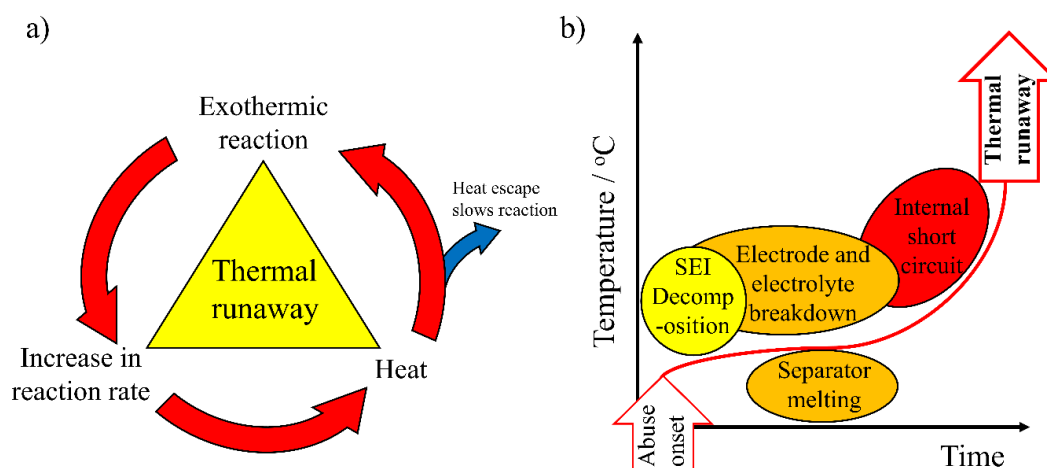 a)
Exothermic
reaction
Heat escape
slows reaction
Thermal
runaway
Increase in
reaction rate
Heat
b)
Temperature / °C
Thermal
runaway
Internal
short
circuit
Electrode and
electrolyte
breakdown
SEI
Decomp
-osition
Separator
melting
Abuse
onset
Time